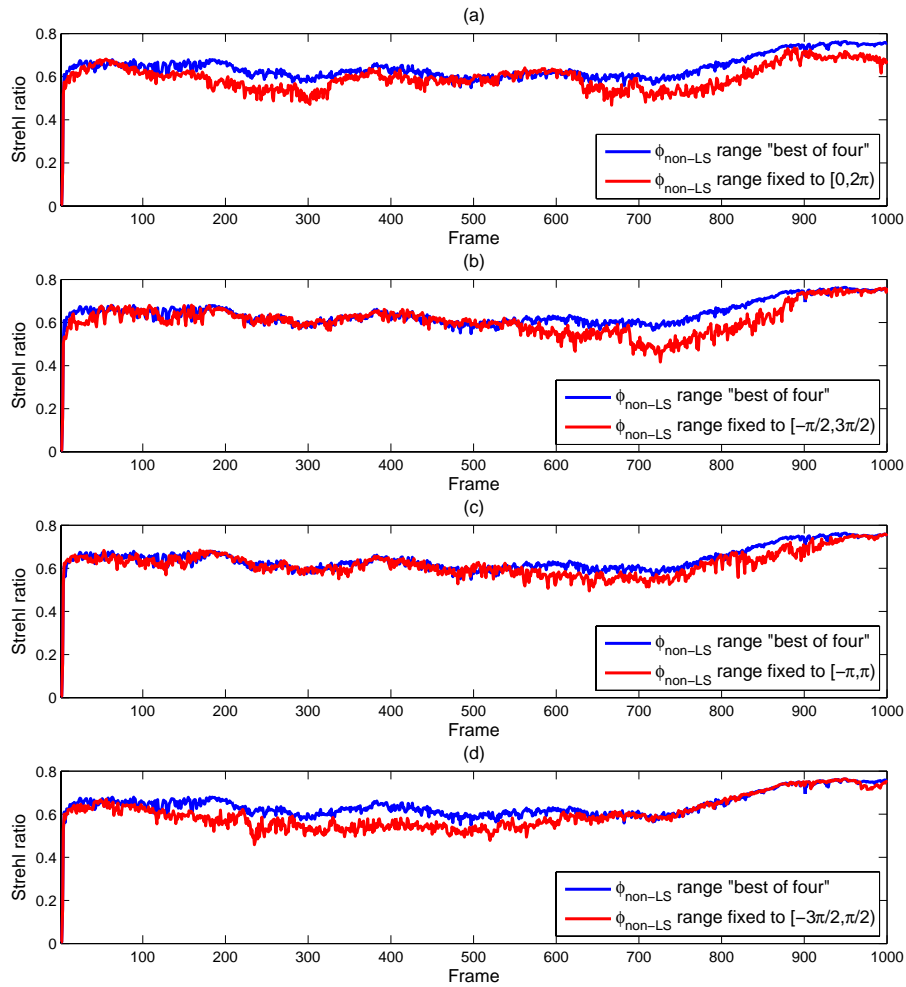 (a)
0.8
0.6
0.4
0.2
0
Strehl ratio
ϕnon−LS range "best of four"
ϕnon−LS range fixed to [0,2π)
100 200 300 400 500 600 700 800 900 1000
Frame
(b)
0.8
0.6
0.4
0.2
0
Strehl ratio
ϕnon−LS range "best of four"
ϕnon−LS range fixed to [−π/2,3π/2)
100 200 300 400 500 600 700 800 900 1000
Frame
(c)
0.8
0.6
0.4
0.2
0
Strehl ratio
ϕnon−LS range "best of four"
ϕnon−LS range fixed to [−π,π)
100 200 300 400 500 600 700 800 900 1000
Frame
(d)
0.8
0.6
0.4
0.2
0
Strehl ratio
ϕnon−LS range "best of four"
ϕnon−LS range fixed to [−3π/2,π/2)
100 200 300 400 500 600 700 800 900 1000
Frame